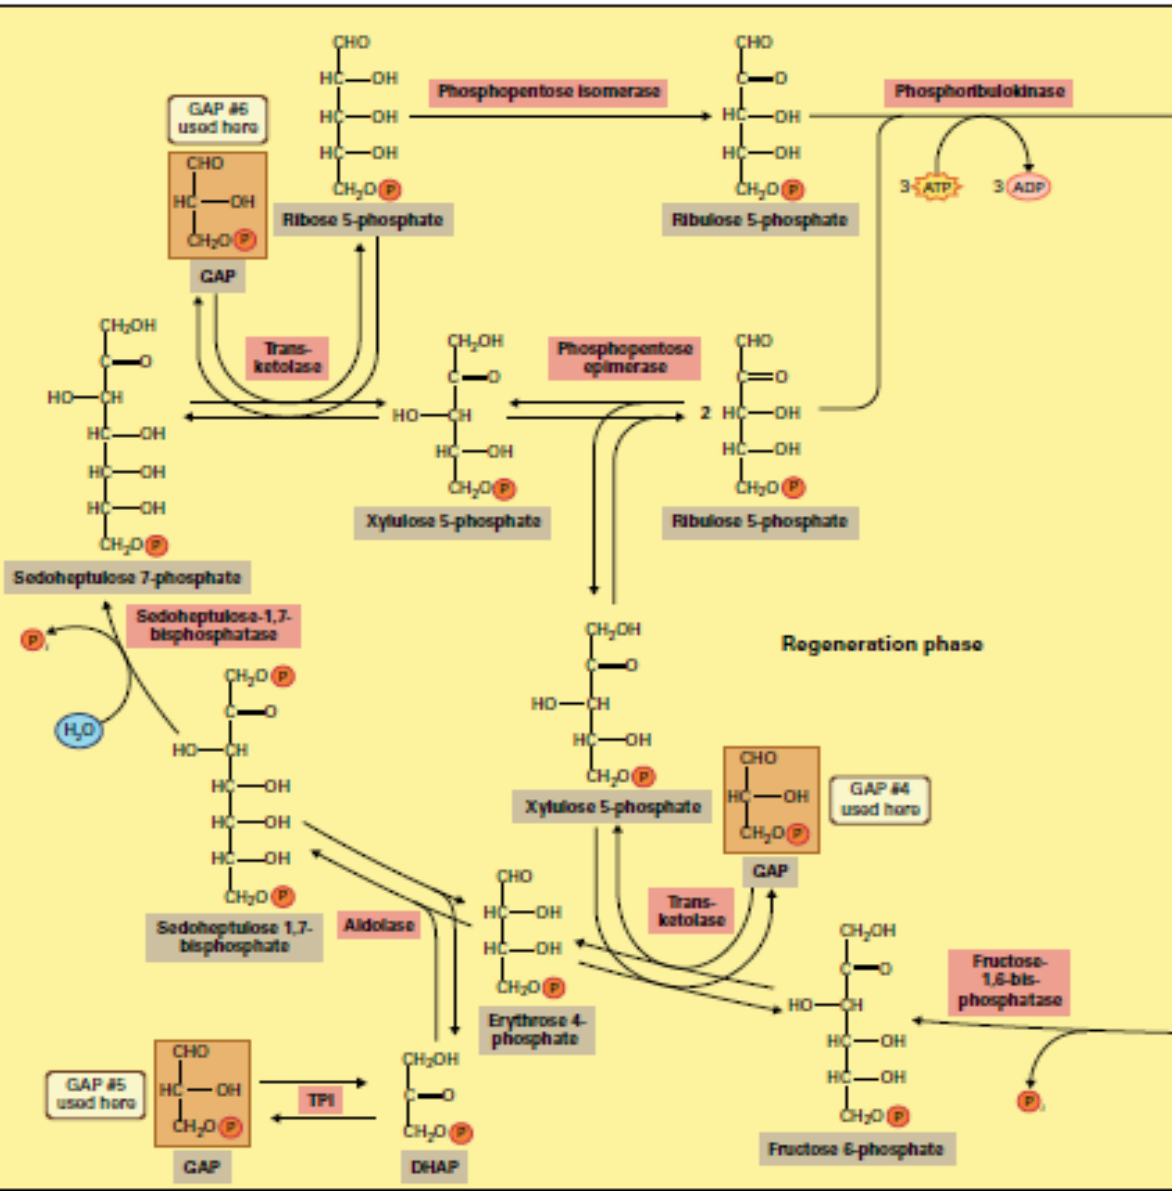 CHO
HC—OH
HC—OH
HC—OH
CH₂O P
Ribose 5-phosphate
Phosphopentose isomerase
CHO
C—O
HC—OH
HC—OH
CH₂O P
Ribulose 5-phosphate
Phosphoribulokinase
3 ATP
3 ADP
GAP #6
used here
CHO
HC—OH
CH₂O P
GAP
Trans-
ketolase
CH₂OH
C—O
HO—CH
HC—OH
HC—OH
HC—OH
CH₂O P
Sedoheptulose 7-phosphate
CH₂OH
C—O
HO—CH
HC—OH
CH₂O P
Xylulose 5-phosphate
Phosphopentose
epimerase
CHO
C=O
2 HC—OH
HC—OH
CH₂O P
Ribulose 5-phosphate
Sedoheptulose-1,7-
bisphosphatase
Pi
H₂O
CH₂O P
C—O
HO—CH
HC—OH
HC—OH
HC—OH
CH₂O P
Sedoheptulose 1,7-
bisphosphate
CH₂OH
C—O
HO—CH
HC—OH
CH₂O P
Xylulose 5-phosphate
Regeneration phase
CHO
HC—OH
CH₂O P
GAP
GAP #4
used here
Trans-
ketolase
Aldolase
CHO
HC—OH
HC—OH
CH₂O P
Erythrose 4-
phosphate
CH₂OH
C—O
HO—CH
HC—OH
HC—OH
CH₂O P
Fructose 6-phosphate
Fructose-
1,6-bis-
phosphatase
Pi
GAP #5
used here
CHO
HC—OH
CH₂O P
GAP
TPI
CH₂OH
C—O
CH₂O P
DHAP